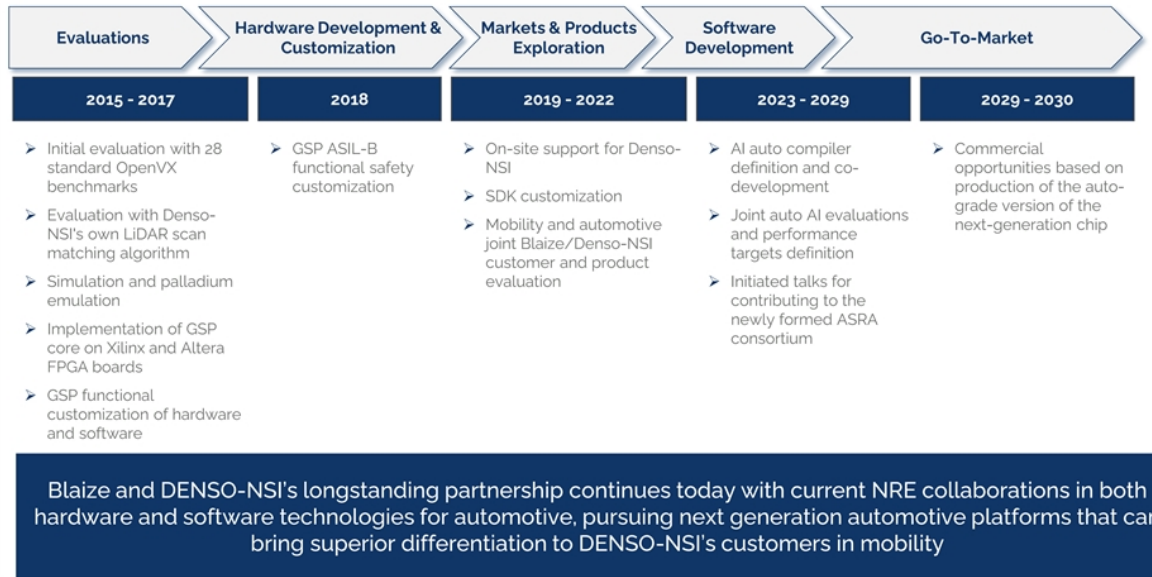 Evaluations
Hardware Development &
Customization
Markets & Products
Exploration
Software
Development
Go-To-Market
2015 - 2017
2018
2019 - 2022
2023 - 2029
2029 - 2030
Initial evaluation with 28
standard OpenVX
benchmarks
Evaluation with Denso-
NSI's own LiDAR scan
matching algorithm
Simulation and palladium
emulation
Implementation of GSP
core on Xilinx and Altera
FPGA boards
GSP functional
customization of hardware
and software
GSP ASIL-B
functional safety
customization
On-site support for Denso-
NSI
SDK customization
Mobility and automotive
joint Blaize/Denso-NSI
customer and product
evaluation
AI auto compiler
definition and co-
development
Joint auto AI evaluations
and performance
targets definition
Initiated talks for
contributing to the
newly formed ASRA
consortium
Commercial
opportunities based on
production of the auto-
grade version of the
next-generation chip
Blaize and DENSO-NSI's longstanding partnership continues today with current NRE collaborations in both
hardware and software technologies for automotive, pursuing next generation automotive platforms that can
bring superior differentiation to DENSO-NSI's customers in mobility